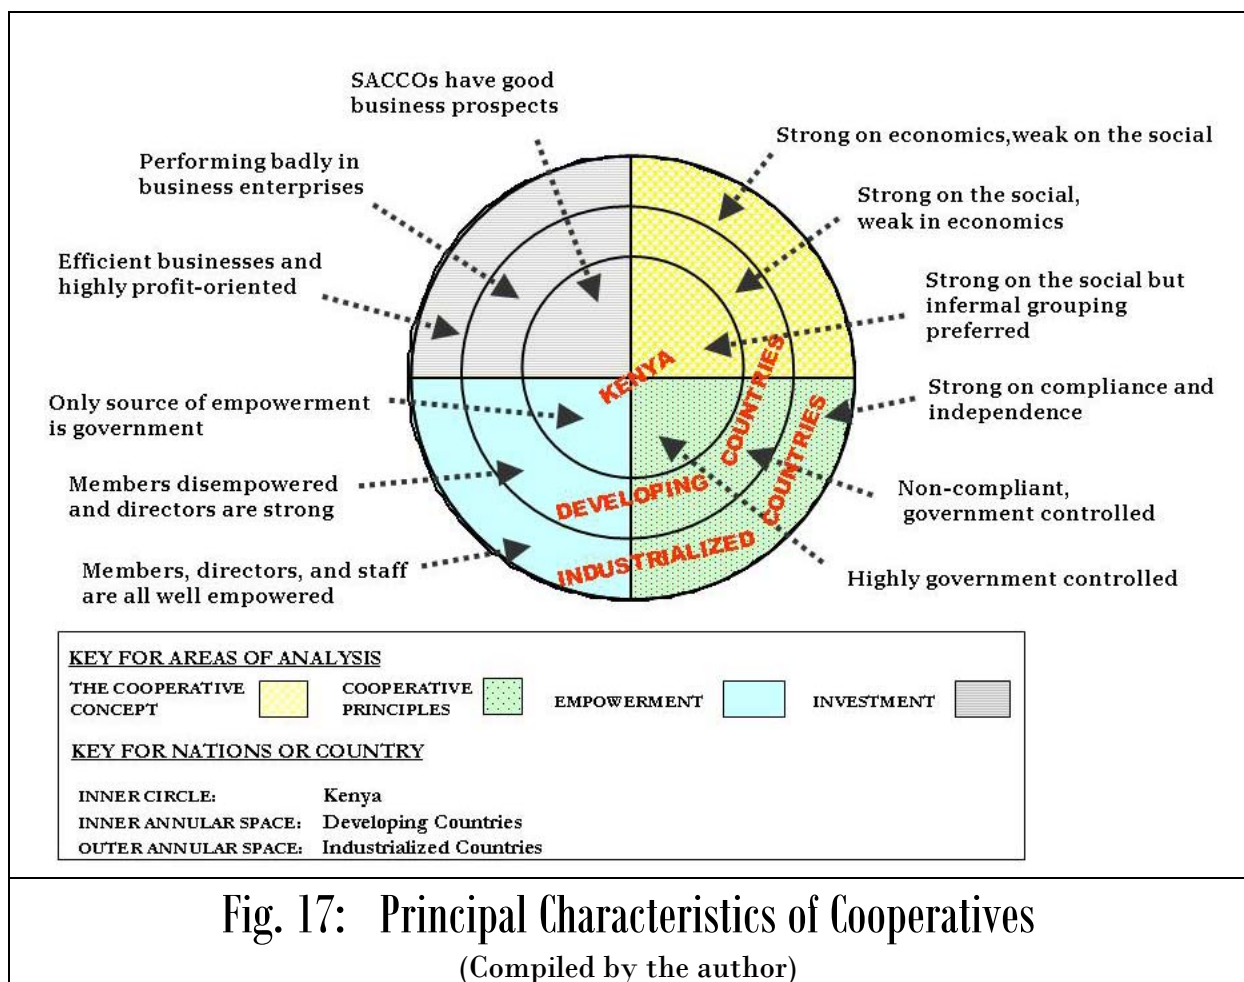 SACCOs have good
business prospects
Strong on economics,weak on the social
Performing badly in
business enterprises
Strong on the social,
weak in economics
Efficient businesses and
highly profit-oriented
Strong on the social but
infermal grouping
preferred
KENYA
COUNTRIES
COUNTRIES
Only source of empowerment
is government
Strong on compliance and
independence
Members disempowered
and directors are strong
DEVELOPING
Non-compliant,
government controlled
INDUSTRIALIZED
Members, directors, and staff
are all well empowered
Highly government controlled
KEY FOR AREAS OF ANALYSIS
THE COOPERATIVE
CONCEPT
COOPERATIVE
PRINCIPLES
EMPOWERMENT
INVESTMENT
KEY FOR NATIONS OR COUNTRY
INNER CIRCLE: Kenya
INNER ANNULAR SPACE: Developing Countries
OUTER ANNULAR SPACE: Industrialized Countries
Fig. 17: Principal Characteristics of Cooperatives
(Compiled by the author)